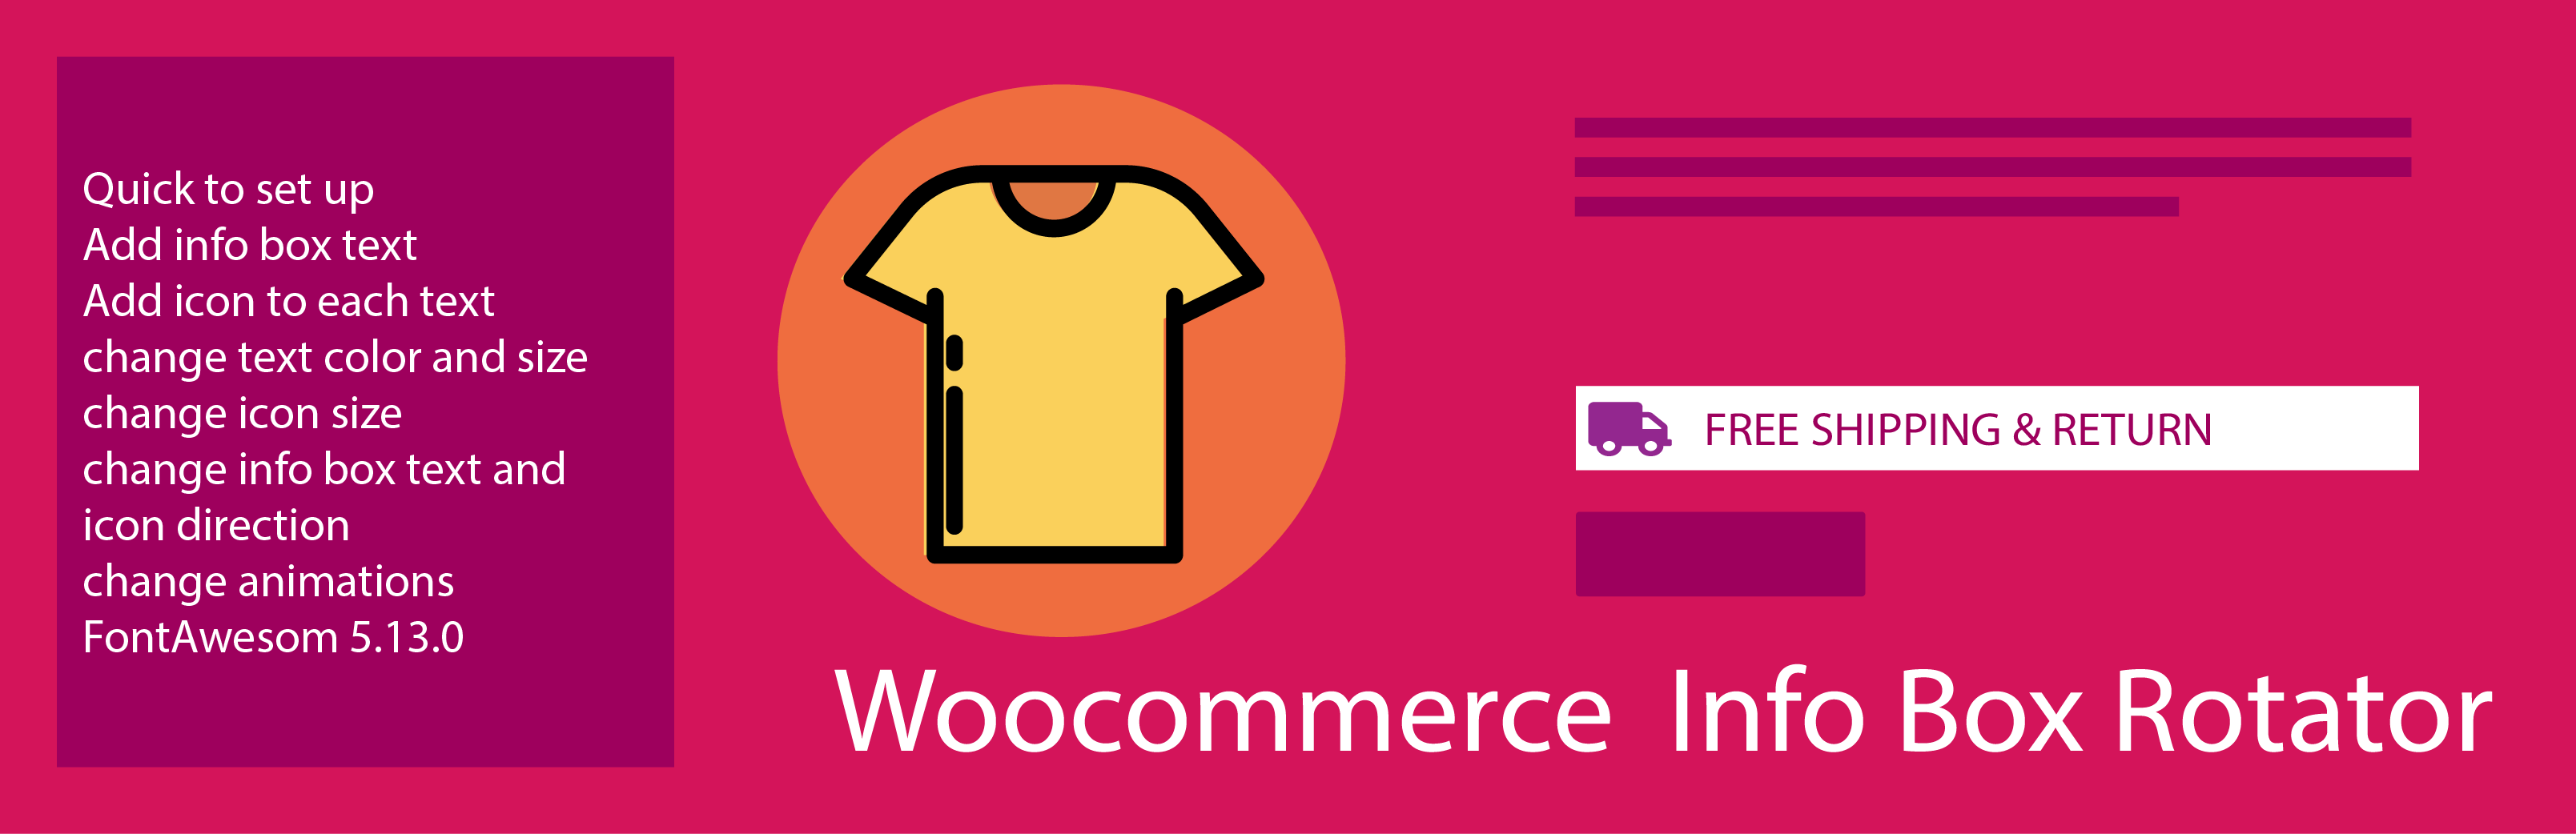 Quick to set up
Add info box text
Add icon to each text
change text color and size
change icon size
change info box text and
icon direction
change animations
FontAwesom 5.13.0
FREE SHIPPING & RETURN
Woocommerce Info Box Rotator